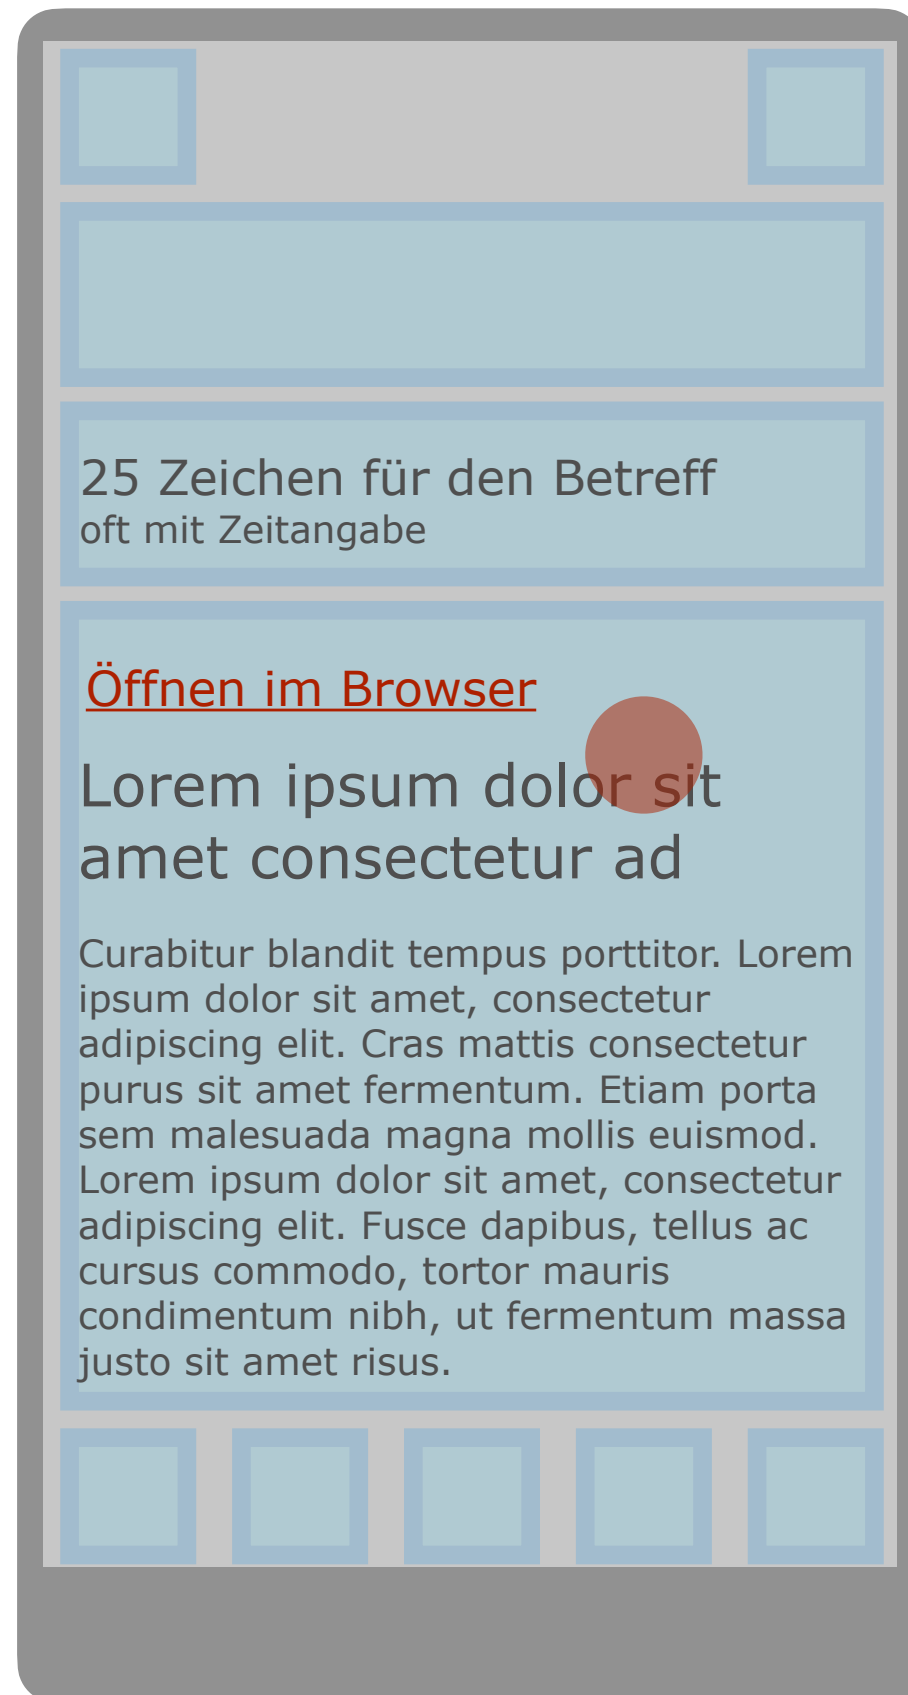 25 Zeichen für den Betreff
oft mit Zeitangabe
Öffnen im Browser
Lorem ipsum dolor sit
amet consectetur ad
Curabitur blandit tempus porttitor. Lorem
ipsum dolor sit amet, consectetur
adipiscing elit. Cras mattis consectetur
purus sit amet fermentum. Etiam porta
sem malesuada magna mollis euismod.
Lorem ipsum dolor sit amet, consectetur
adipiscing elit. Fusce dapibus, tellus ac
cursus commodo, tortor mauris
condimentum nibh, ut fermentum massa
justo sit amet risus.